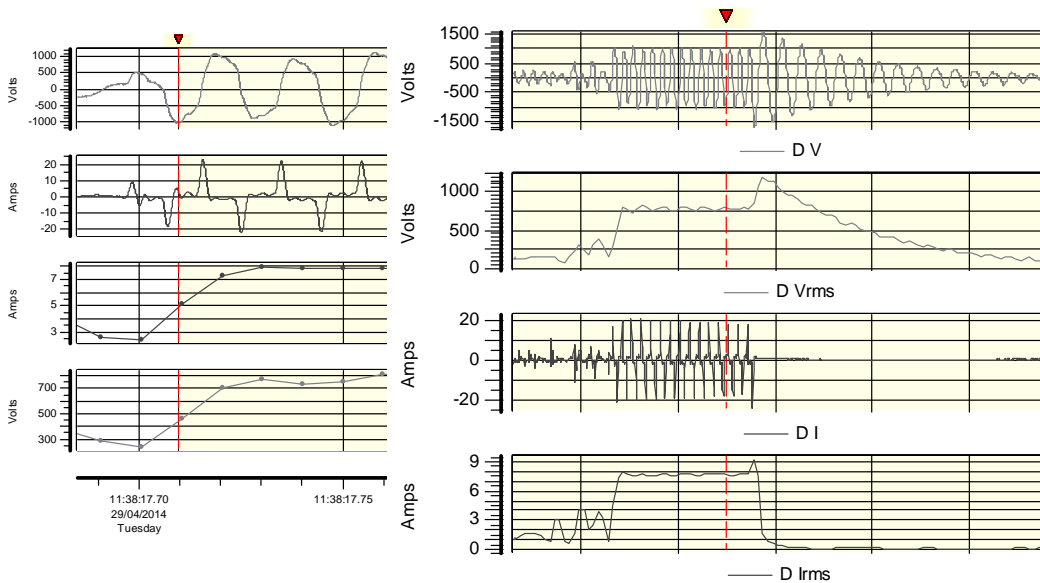 Volts
1000
500
0
-500
-1000
Amps
20
10
0
-10
-20
Amps
7
5
3
Volts
700
500
300
11:38:17.70
11:38:17.75
29/04/2014
Tuesday
Volts
1500
500
-500
-1500
D V
Volts
1000
500
0
D Vrms
Amps
20
0
-20
D I
Amps
9
6
3
0
D Irms